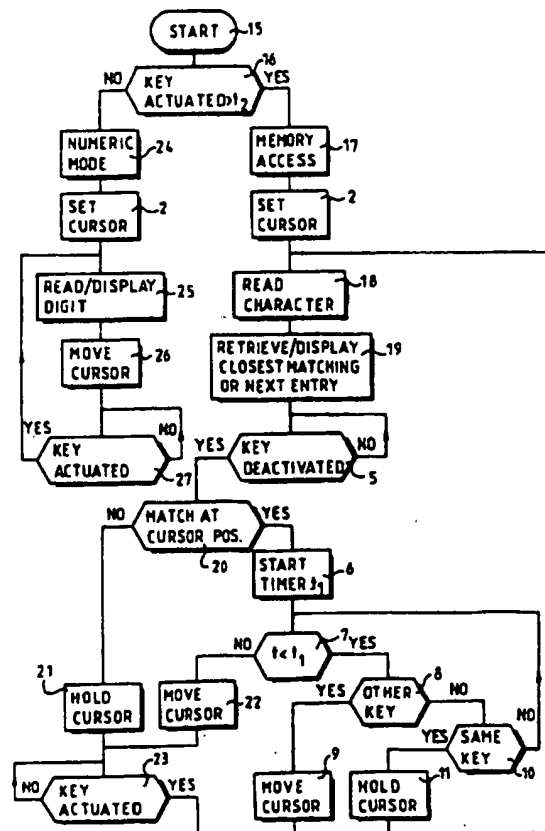 START
15
16
NO
KEY
YES
ACTUATED>t2
NUMERIC
MODE
24
MEMORY
ACCESS
17
SET
CURSOR
2
SET
CURSOR
2
READ/DISPLAY
DIGIT
25
READ
CHARACTER
18
MOVE
CURSOR
26
RETRIEVE/DISPLAY
CLOSEST MATCHING
OR NEXT ENTRY
19
YES
KEY
ACTUATED
NO
27
YES
KEY
DEACTIVATED
NO
5
NO
MATCH AT
CURSOR POS.
YES
20
START
TIMER t1
6
NO
t<t1
7
YES
21
HOLD
CURSOR
MOVE
CURSOR
22
YES
OTHER
KEY
8
NO
YES
SAME
KEY
NO
10
NO
KEY
ACTUATED
23
YES
MOVE
CURSOR
9
HOLD
CURSOR
11